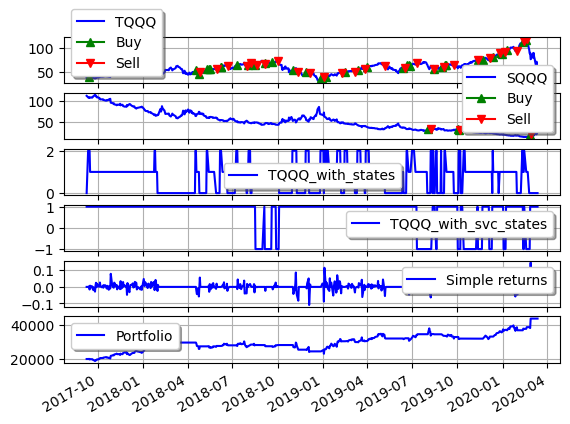 TQQQ
Buy
Sell
100
50
SQQQ
Buy
Sell
100
50
2
0
TQQQ_with_states
1
0
−1
TQQQ_with_svc_states
0.1
0.0
−0.1
Simple returns
40000
20000
Portfolio
2017-10
2018-01
2018-04
2018-07
2018-10
2019-01
2019-04
2019-07
2019-10
2020-01
2020-04